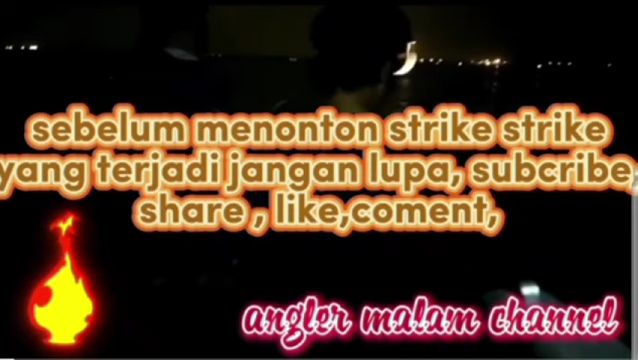 sebelum menonton strike strike
yang terjadi jangan lupa, subcribe,
share , like,coment,
angler malam channel